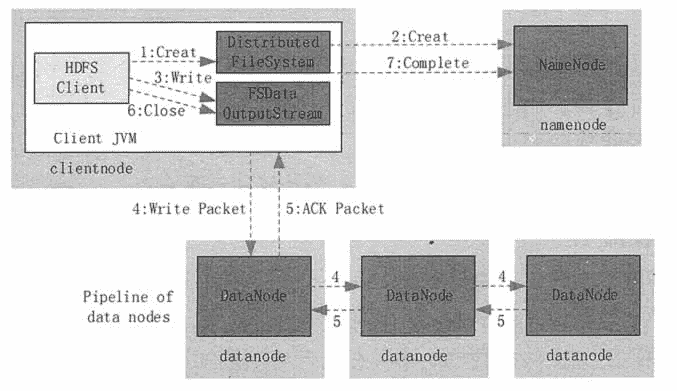 1:Creat
Distributed
FileSystem
2:Creat
HDFS
Client
3:Write
7:Complete
NameNode
FSData
OutputStream
6:Close
Client JVM
namenode
clientnode
4:Write Packet
5:ACK Packet
Pipeline of
data nodes
DataNode
4
5
DataNode
4
5
DataNode
datanode
datanode
datanode